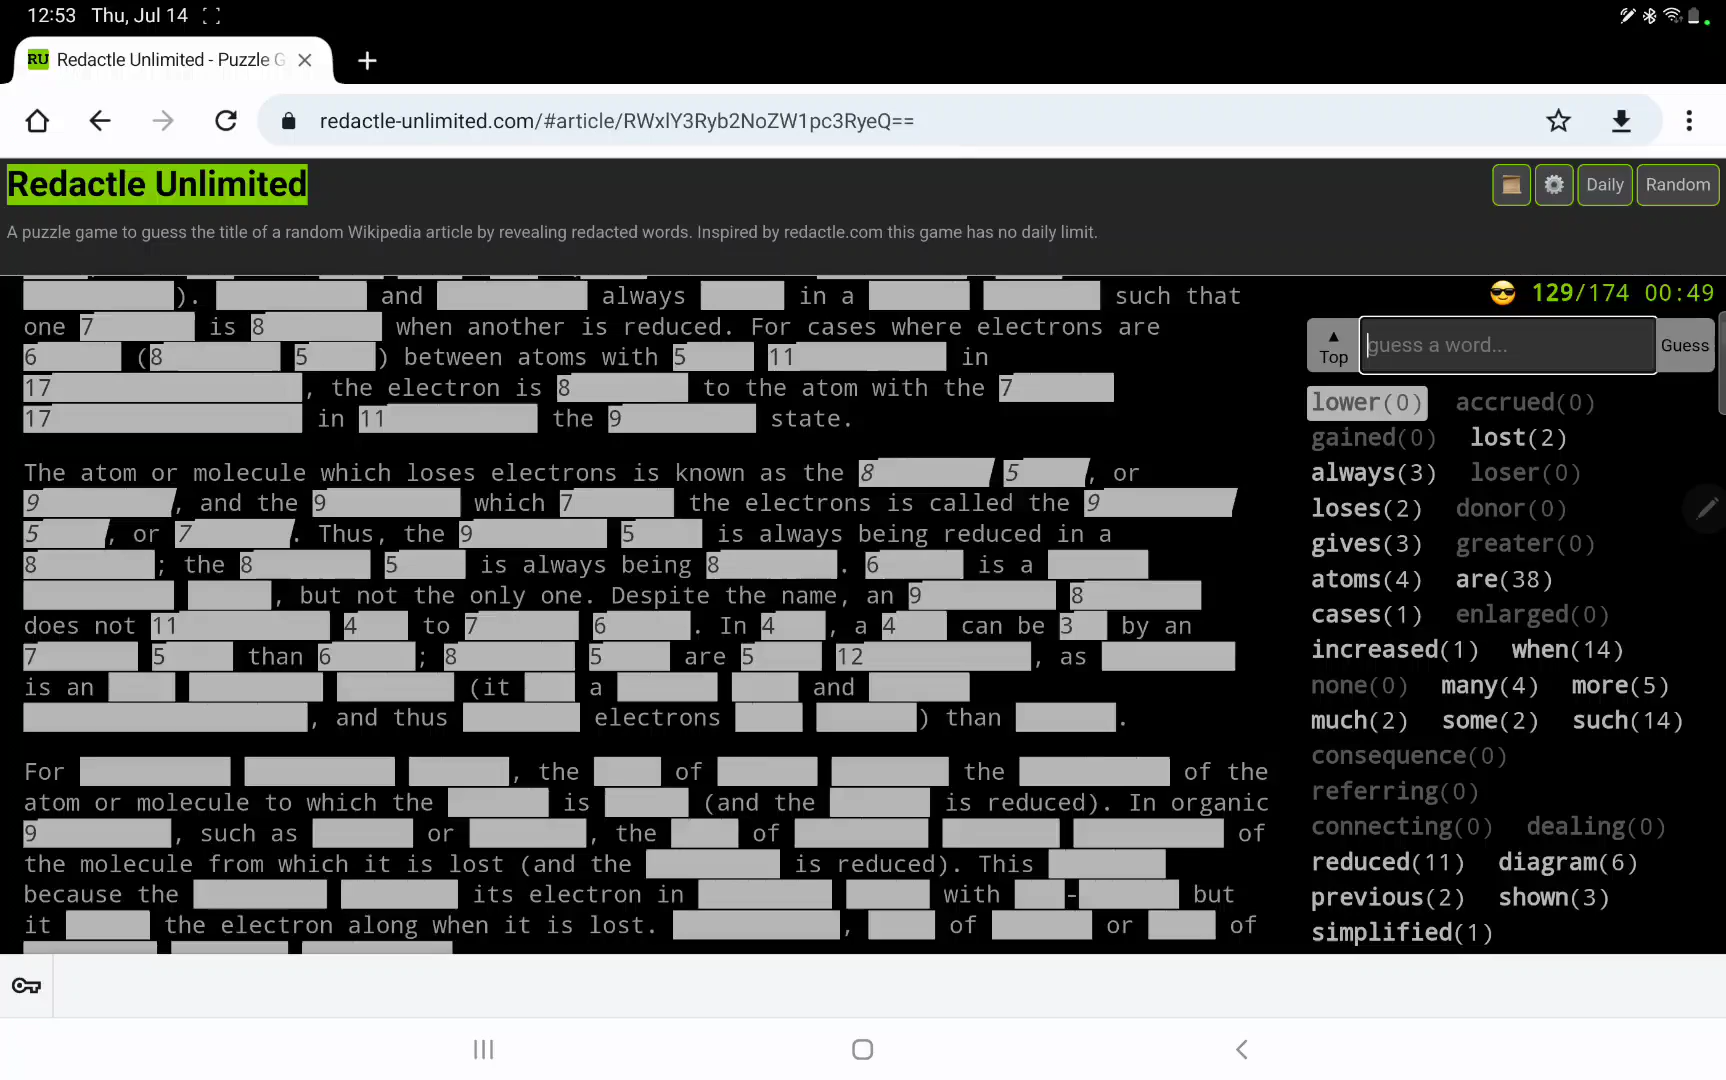 12:53 Thu, Jul 14
RU Redactle Unlimited - Puzzle G
redactle-unlimited.com/#article/RWxlY3Ryb2NoZW1pc3RyeQ==
Redactle Unlimited
Daily Random
A puzzle game to guess the title of a random Wikipedia article by revealing redacted words. Inspired by redactle.com this game has no daily limit.
). and always in a such that
one 7 is 8 when another is reduced. For cases where electrons are
6 (8 5 ) between atoms with 5 11 in
17 , the electron is 8 to the atom with the 7
17 in 11 the 9 state.
The atom or molecule which loses electrons is known as the 8 5 , or
9 , and the 9 which 7 the electrons is called the 9
5 , or 7 . Thus, the 9 5 is always being reduced in a
8 ; the 8 5 is always being 8 . 6 is a
, but not the only one. Despite the name, an 9 8
does not 11 4 to 7 6 . In 4 , a 4 can be 3 by an
7 5 than 6 ; 8 5 are 5 12 , as
is an (it a and
, and thus electrons ) than .
For , the of the of the
atom or molecule to which the is (and the is reduced). In organic
9 , such as or , the of of
the molecule from which it is lost (and the is reduced). This
because the its electron in with - but
it the electron along when it is lost. , of or of
129/174 00:49
Top guess a word... Guess
lower(0) accrued(0)
gained(0) lost(2)
always(3) loser(0)
loses(2) donor(0)
gives(3) greater(0)
atoms(4) are(38)
cases(1) enlarged(0)
increased(1) when(14)
none(0) many(4) more(5)
much(2) some(2) such(14)
consequence(0)
referring(0)
connecting(0) dealing(0)
reduced(11) diagram(6)
previous(2) shown(3)
simplified(1)